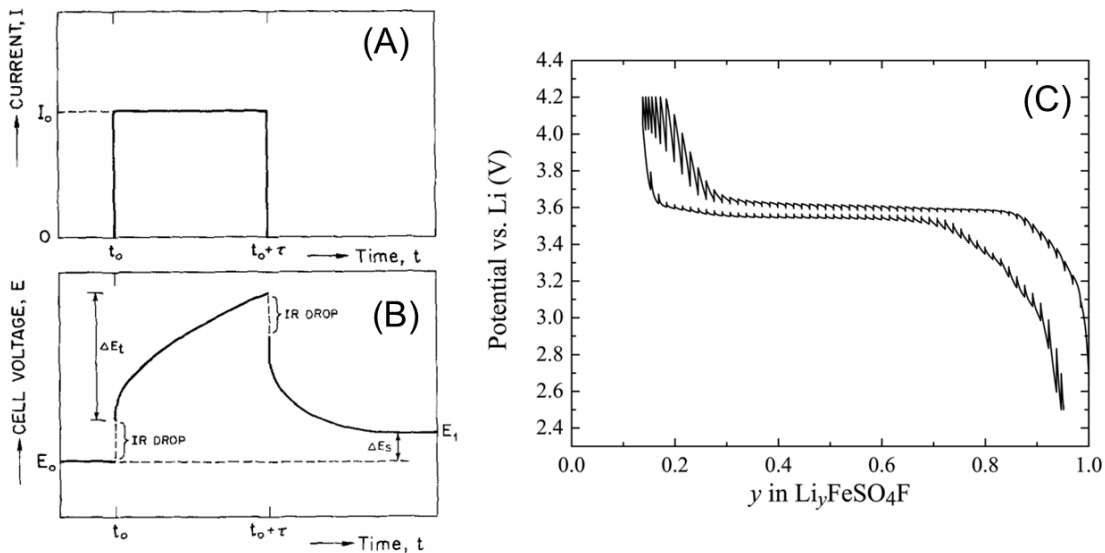 (A)
CURRENT, I
I₀
0
t₀
t₀+τ
Time, t
(B)
CELL VOLTAGE, E
ΔEt
IR DROP
IR DROP
E₀
E₁
ΔEs
t₀
t₀+τ
Time, t
(C)
Potential vs. Li (V)
4.4
4.2
4.0
3.8
3.6
3.4
3.2
3.0
2.8
2.6
2.4
0.0 0.2 0.4 0.6 0.8 1.0
y in LiyFeSO4F